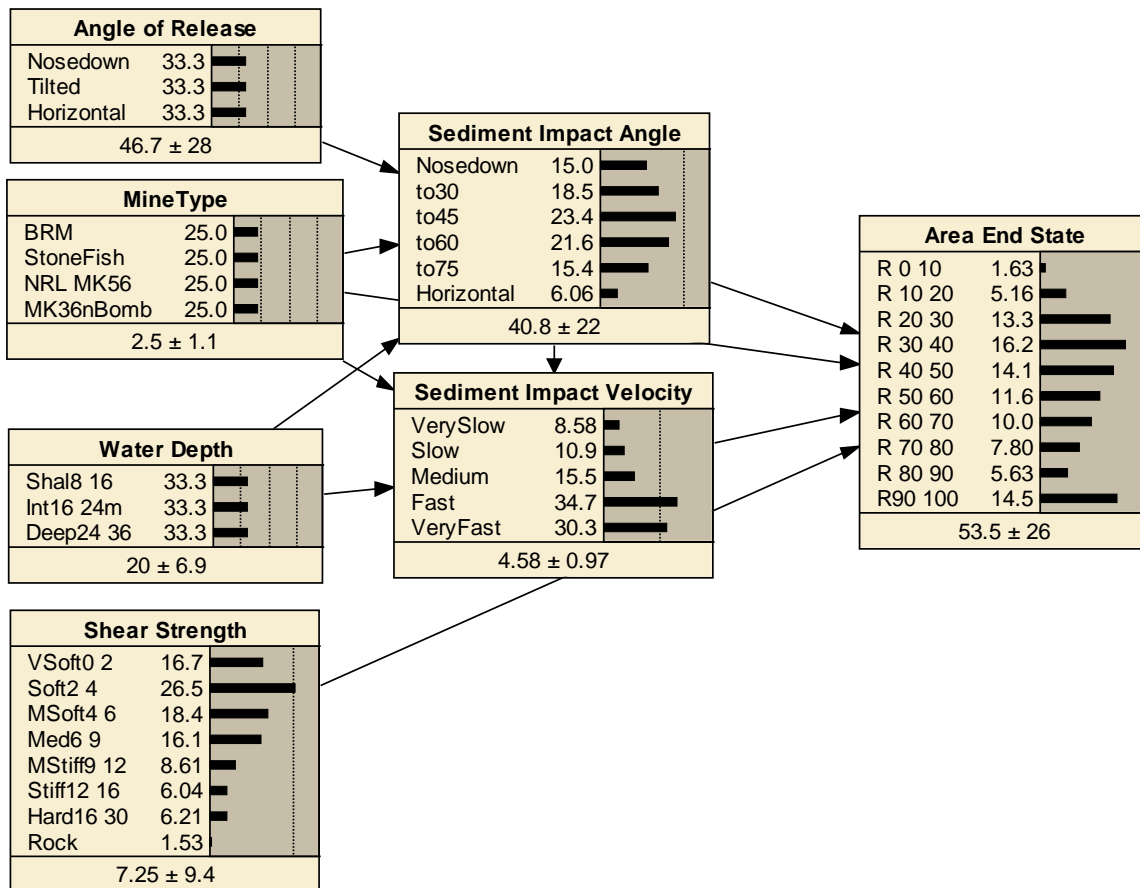 Angle of Release
Nosedown 33.3
Tilted 33.3
Horizontal 33.3
46.7 ± 28
MineType
BRM 25.0
StoneFish 25.0
NRL MK56 25.0
MK36nBomb 25.0
2.5 ± 1.1
Water Depth
Shal8 16 33.3
Int16 24m 33.3
Deep24 36 33.3
20 ± 6.9
Shear Strength
VSoft0 2 16.7
Soft2 4 26.5
MSoft4 6 18.4
Med6 9 16.1
MStiff9 12 8.61
Stiff12 16 6.04
Hard16 30 6.21
Rock 1.53
7.25 ± 9.4
Sediment Impact Angle
Nosedown 15.0
to30 18.5
to45 23.4
to60 21.6
to75 15.4
Horizontal 6.06
40.8 ± 22
Sediment Impact Velocity
VerySlow 8.58
Slow 10.9
Medium 15.5
Fast 34.7
VeryFast 30.3
4.58 ± 0.97
Area End State
R 0 10 1.63
R 10 20 5.16
R 20 30 13.3
R 30 40 16.2
R 40 50 14.1
R 50 60 11.6
R 60 70 10.0
R 70 80 7.80
R 80 90 5.63
R90 100 14.5
53.5 ± 26